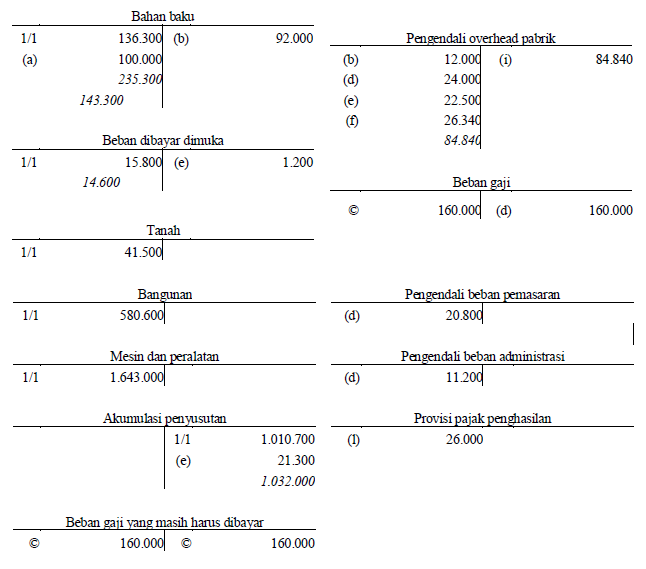 Bahan baku
1/1 136.300 (b) 92.000
(a) 100.000
235.300
143.300
Beban dibayar dimuka
1/1 15.800 (e) 1.200
14.600
Tanah
1/1 41.500
Bangunan
1/1 580.600
Mesin dan peralatan
1/1 1.643.000
Akumulasi penyusutan
1/1 1.010.700
(e) 21.300
1.032.000
Beban gaji yang masih harus dibayar
© 160.000 © 160.000
Pengendali overhead pabrik
(b) 12.000 (i) 84.840
(d) 24.000
(e) 22.500
(f) 26.340
84.840
Beban gaji
© 160.000 (d) 160.000
Pengendali beban pemasaran
(d) 20.800
Pengendali beban administrasi
(d) 11.200
Provisi pajak penghasilan
(l) 26.000